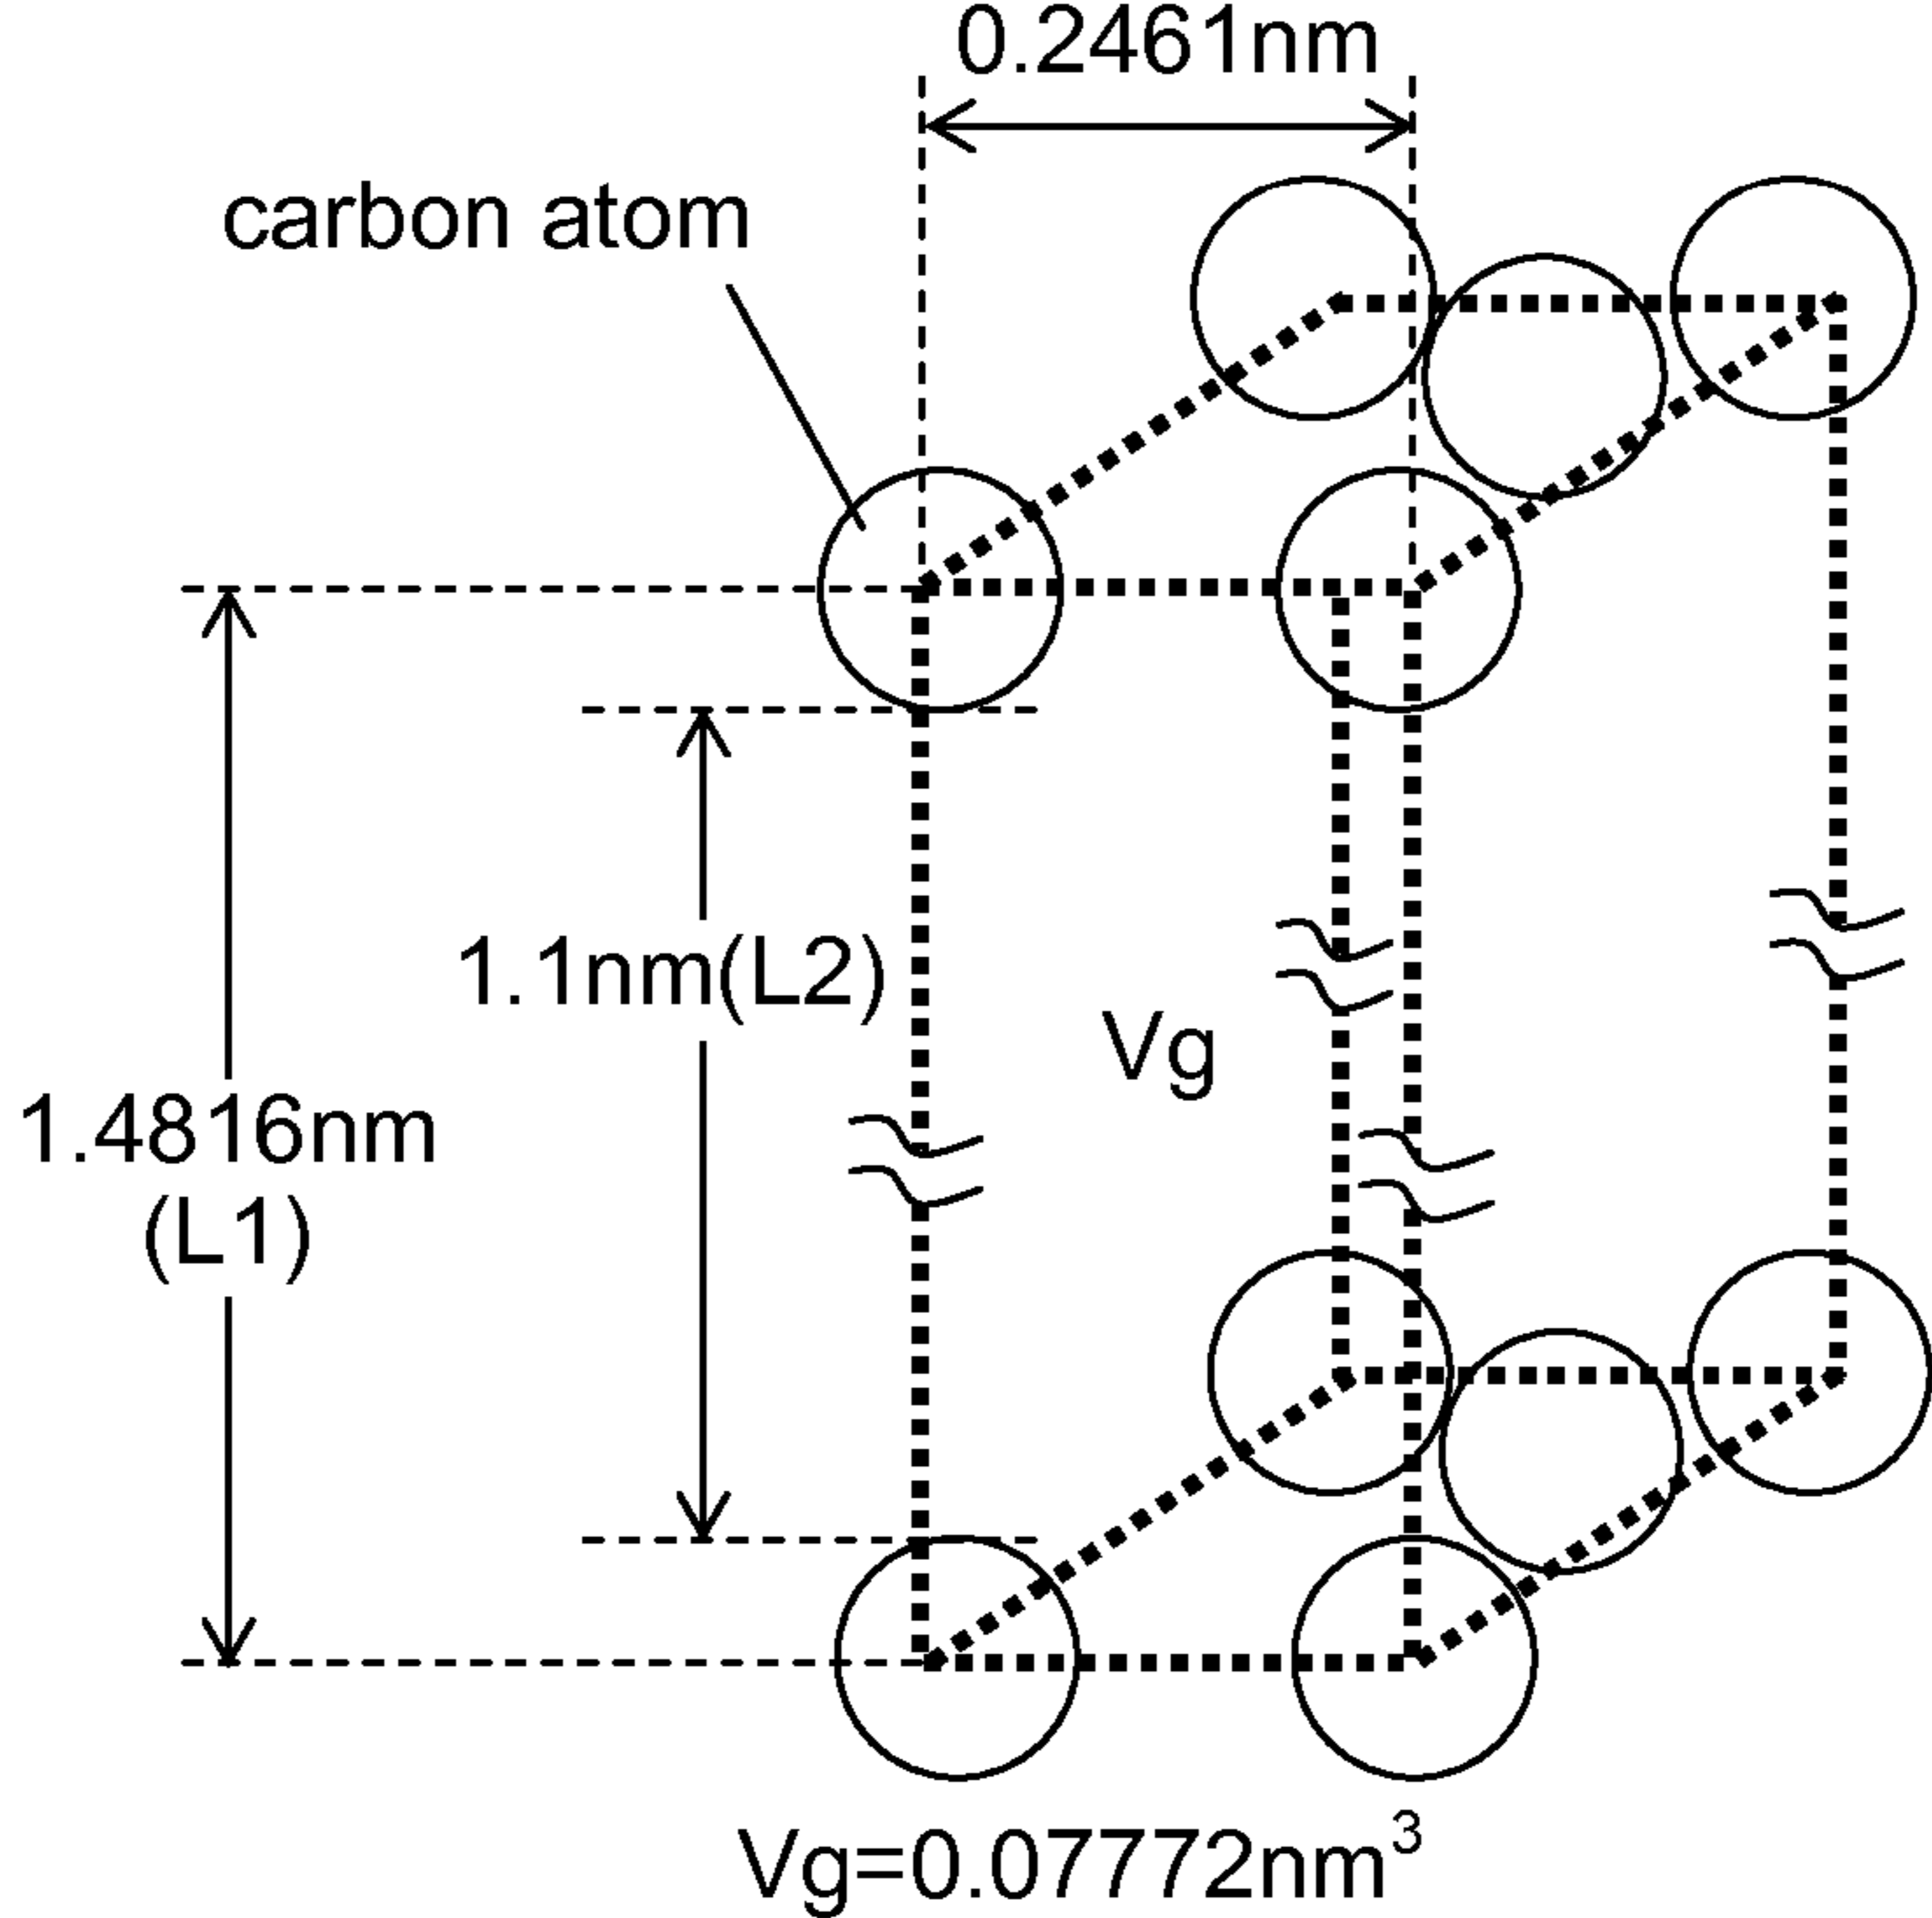 0.2461nm
carbon atom
1.1nm(L2)
Vg
1.4816nm
(L1)
Vg=0.07772nm³